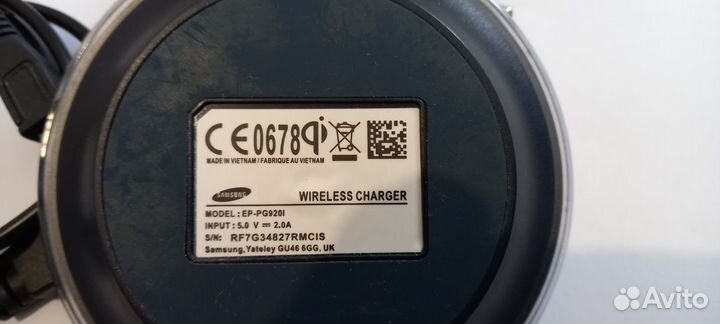 CE0678 qi
MADE IN VIETNAM / FABRIQUE AU VIETNAM
SAMSUNG WIRELESS CHARGER
MODEL : EP-PG920I
INPUT : 5.0 V ⎓ 2.0A
S/N: RF7G34827RMCIS
Samsung,Yateley GU46 6GG, UK
Avito